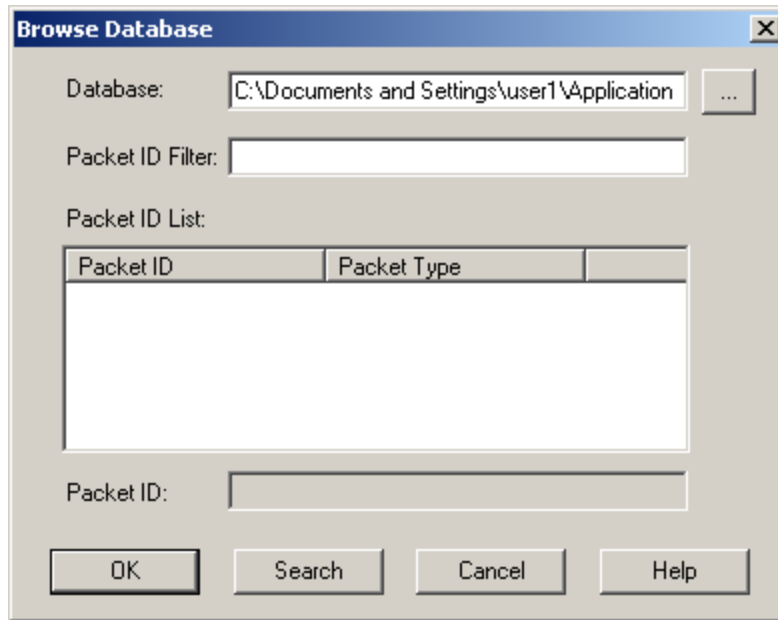 Browse Database
Database: C:\Documents and Settings\user1\Application ...
Packet ID Filter:
Packet ID List:
Packet ID Packet Type
Packet ID:
OK Search Cancel Help